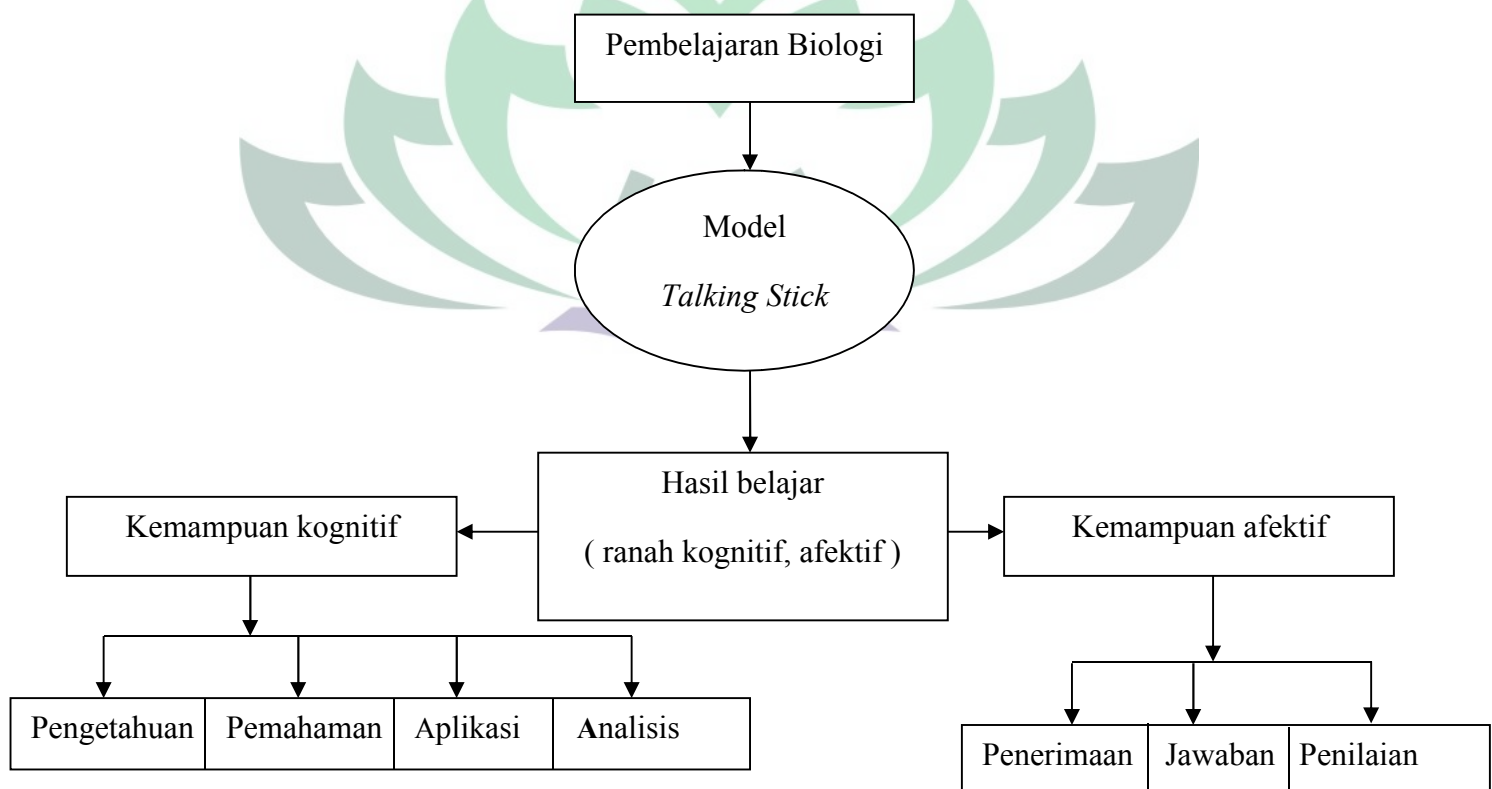 Pembelajaran Biologi
Model
Talking Stick
Hasil belajar
( ranah kognitif, afektif )
Kemampuan kognitif
Kemampuan afektif
Pengetahuan
Pemahaman
Aplikasi
Analisis
Penerimaan
Jawaban
Penilaian